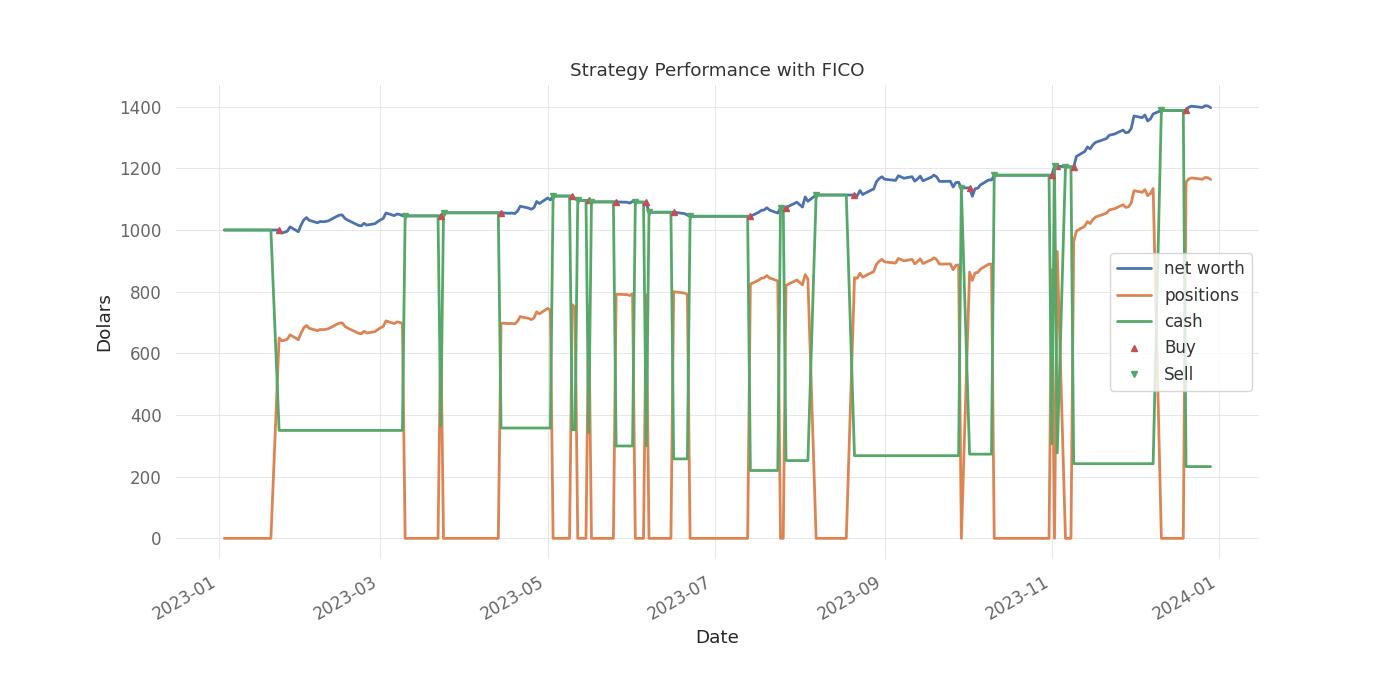 Strategy Performance with FICO
1400
1200
1000
800
600
400
200
0
Dolars
net worth
positions
cash
Buy
Sell
2023-01
2023-03
2023-05
2023-07
2023-09
2023-11
2024-01
Date